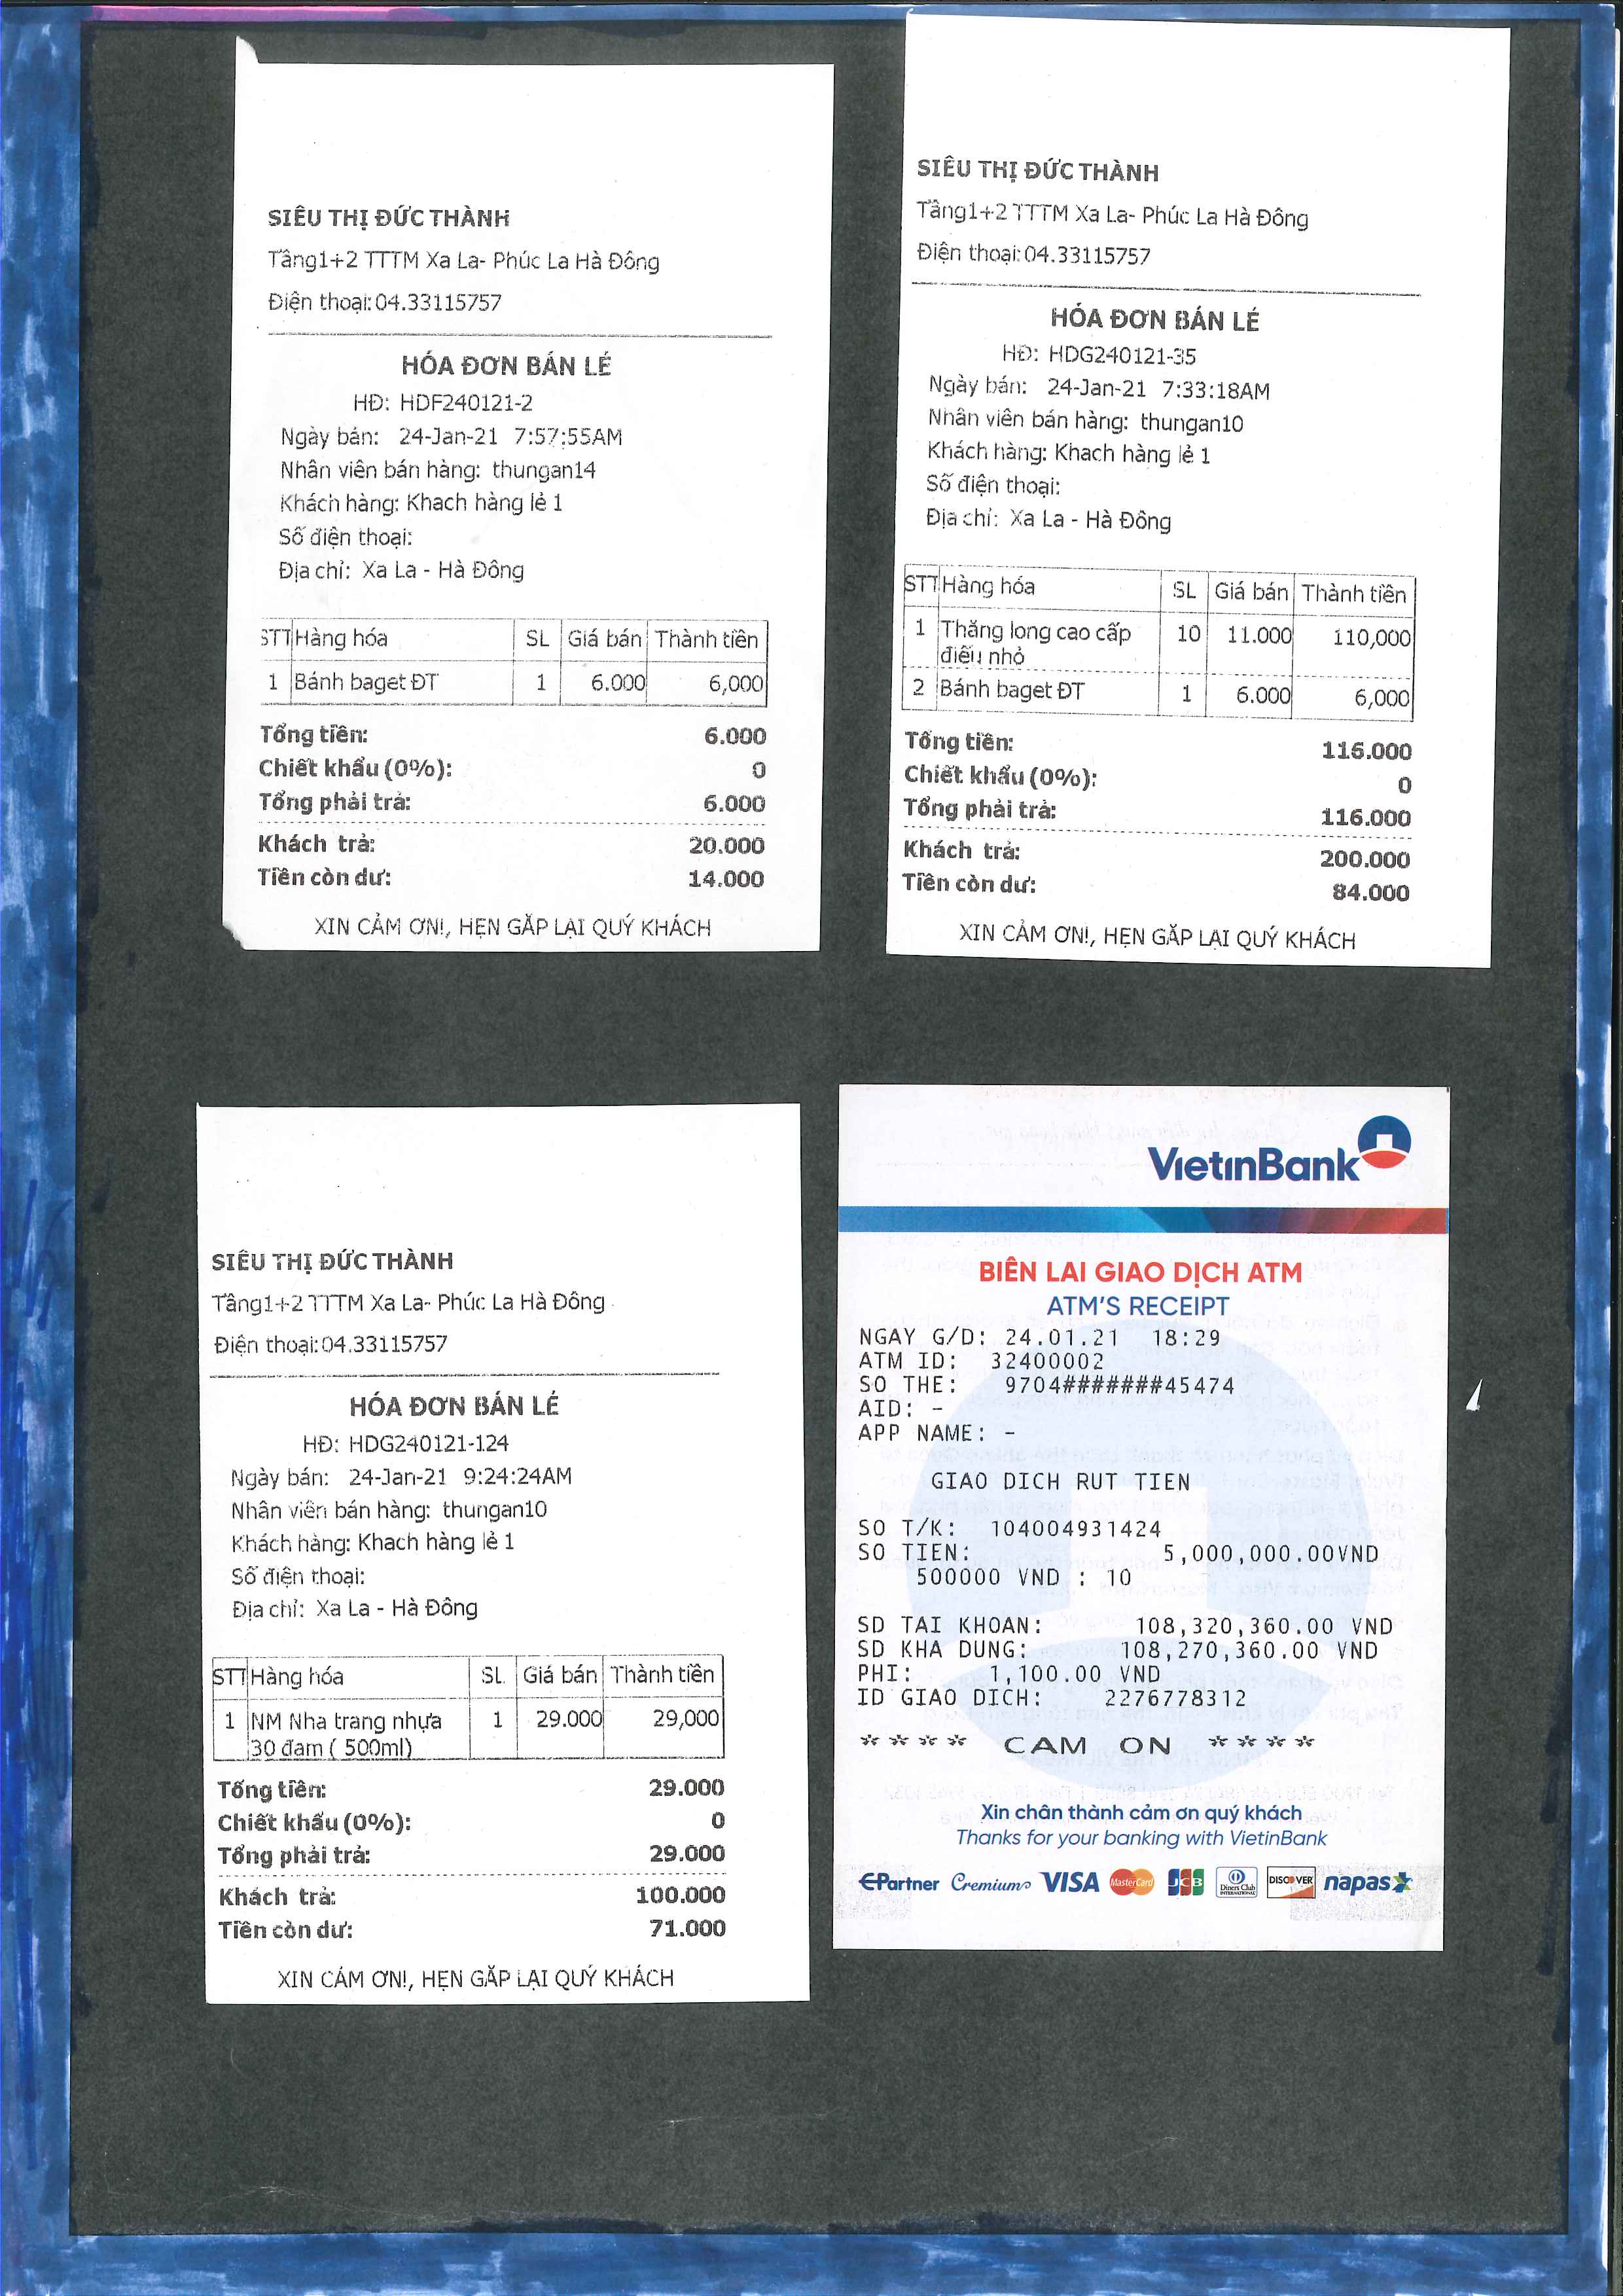 SIÊU THỊ ĐỨC THÀNH
Tầng1+2 TTTM Xa La- Phúc La Hà Đông
Điện thoại:04.33115757
HÓA ĐƠN BÁN LẺ
HĐ: HDF240121-2
Ngày bán: 24-Jan-21 7:57:55AM
Nhân viên bán hàng: thungan14
Khách hàng: Khach hàng lẻ 1
Số điện thoại:
Địa chỉ: Xa La - Hà Đông
STT Hàng hóa SL Giá bán Thành tiền
1 Bánh baget ĐT 1 6.000 6,000
Tổng tiền: 6.000
Chiết khấu (0%): 0
Tổng phải trả: 6.000
Khách trả: 20.000
Tiền còn dư: 14.000
XIN CẢM ƠN!, HẸN GẶP LẠI QUÝ KHÁCH
SIÊU THỊ ĐỨC THÀNH
Tầng1+2 TTTM Xa La- Phúc La Hà Đông
Điện thoại:04.33115757
HÓA ĐƠN BÁN LẺ
HĐ: HDG240121-35
Ngày bán: 24-Jan-21 7:33:18AM
Nhân viên bán hàng: thungan10
Khách hàng: Khach hàng lẻ 1
Số điện thoại:
Địa chỉ: Xa La - Hà Đông
STT Hàng hóa SL Giá bán Thành tiền
1 Thăng long cao cấp 10 11.000 110,000
điếu nhỏ
2 Bánh baget ĐT 1 6.000 6,000
Tổng tiền: 116.000
Chiết khấu (0%): 0
Tổng phải trả: 116.000
Khách trả: 200.000
Tiền còn dư: 84.000
XIN CẢM ƠN!, HẸN GẶP LẠI QUÝ KHÁCH
SIÊU THỊ ĐỨC THÀNH
Tầng1+2 TTTM Xa La- Phúc La Hà Đông
Điện thoại:04.33115757
HÓA ĐƠN BÁN LẺ
HĐ: HDG240121-124
Ngày bán: 24-Jan-21 9:24:24AM
Nhân viên bán hàng: thungan10
Khách hàng: Khach hàng lẻ 1
Số điện thoại:
Địa chỉ: Xa La - Hà Đông
STT Hàng hóa SL Giá bán Thành tiền
1 NM Nha trang nhựa 1 29.000 29,000
30 đam ( 500ml)
Tổng tiền: 29.000
Chiết khấu (0%): 0
Tổng phải trả: 29.000
Khách trả: 100.000
Tiền còn dư: 71.000
XIN CẢM ƠN!, HẸN GẶP LẠI QUÝ KHÁCH
VietinBank
BIÊN LAI GIAO DỊCH ATM
ATM'S RECEIPT
NGAY G/D: 24.01.21 18:29
ATM ID: 32400002
SO THE: 9704#######45474
AID: -
APP NAME: -
GIAO DICH RUT TIEN
SO T/K: 104004931424
SO TIEN: 5,000,000.00VND
500000 VND : 10
SD TAI KHOAN: 108,320,360.00 VND
SD KHA DUNG: 108,270,360.00 VND
PHI: 1,100.00 VND
ID GIAO DICH: 2276778312
**** CAM ON ****
Xin chân thành cảm ơn quý khách
Thanks for your banking with VietinBank
EPartner Cremium VISA MasterCard JCB Diners Club INTERNATIONAL DISCOVER napas